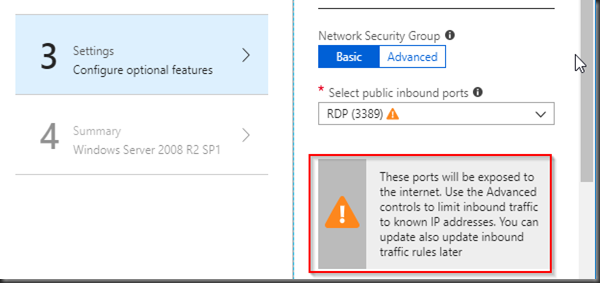 3
Settings
Configure optional features
4
Summary
Windows Server 2008 R2 SP1
Network Security Group
Basic
Advanced
* Select public inbound ports
RDP (3389)
These ports will be exposed to
the internet. Use the Advanced
controls to limit inbound traffic
to known IP addresses. You can
update also update inbound
traffic rules later